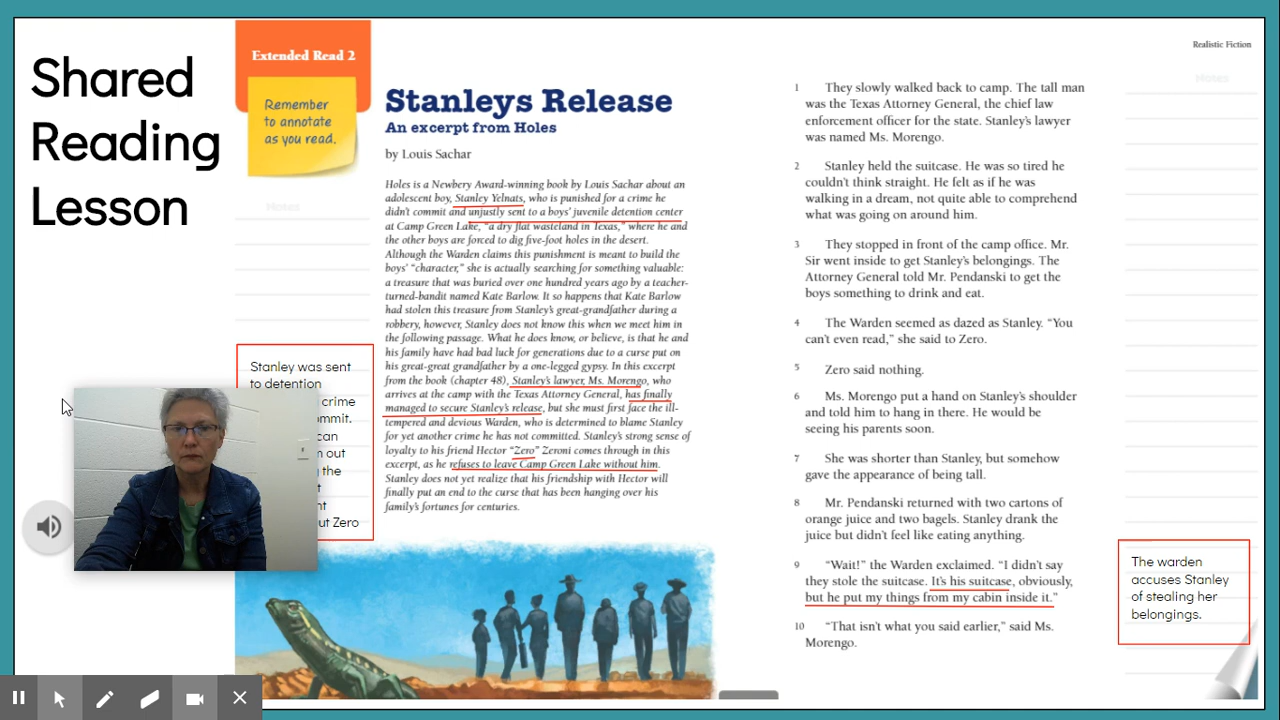 Shared
Reading
Lesson
Extended Read 2
Remember
to annotate
as you read.
Notes
Stanley was sent
to detention
crime
mmit.
can
m out
the
t
nt
ut Zero
Stanleys Release
An excerpt from Holes
by Louis Sachar
Holes is a Newbery Award-winning book by Louis Sachar about an
adolescent boy, Stanley Yelnats, who is punished for a crime he
didn't commit and unjustly sent to a boys' juvenile detention center
at Camp Green Lake, "a dry flat wasteland in Texas," where he and
the other boys are forced to dig five-foot holes in the desert.
Although the Warden claims this punishment is meant to build the
boys' "character," she is actually searching for something valuable:
a treasure that was buried over one hundred years ago by a teacher-
turned-bandit named Kate Barlow. It so happens that Kate Barlow
had stolen this treasure from Stanley's great-grandfather during a
robbery, however, Stanley does not know this when we meet him in
the following passage. What he does know, or believe, is that he and
his family have had bad luck for generations due to a curse put on
his great-great grandfather by a one-legged gypsy. In this excerpt
from the book (chapter 48), Stanley's lawyer, Ms. Morengo, who
arrives at the camp with the Texas Attorney General, has finally
managed to secure Stanley's release, but she must first face the ill-
tempered and devious Warden, who is determined to blame Stanley
for yet another crime he has not committed. Stanley's strong sense of
loyalty to his friend Hector "Zero" Zeroni comes through in this
excerpt, as he refuses to leave Camp Green Lake without him.
Stanley does not yet realize that his friendship with Hector will
finally put an end to the curse that has been hanging over his
family's fortunes for centuries.
Realistic Fiction
Notes
1 They slowly walked back to camp. The tall man
was the Texas Attorney General, the chief law
enforcement officer for the state. Stanley's lawyer
was named Ms. Morengo.
2 Stanley held the suitcase. He was so tired he
couldn't think straight. He felt as if he was
walking in a dream, not quite able to comprehend
what was going on around him.
3 They stopped in front of the camp office. Mr.
Sir went inside to get Stanley's belongings. The
Attorney General told Mr. Pendanski to get the
boys something to drink and eat.
4 The Warden seemed as dazed as Stanley. "You
can't even read," she said to Zero.
5 Zero said nothing.
6 Ms. Morengo put a hand on Stanley's shoulder
and told him to hang in there. He would be
seeing his parents soon.
7 She was shorter than Stanley, but somehow
gave the appearance of being tall.
8 Mr. Pendanski returned with two cartons of
orange juice and two bagels. Stanley drank the
juice but didn't feel like eating anything.
9 "Wait!" the Warden exclaimed. "I didn't say
they stole the suitcase. It's his suitcase, obviously,
but he put my things from my cabin inside it."
10 "That isn't what you said earlier," said Ms.
Morengo.
The warden
accuses Stanley
of stealing her
belongings.